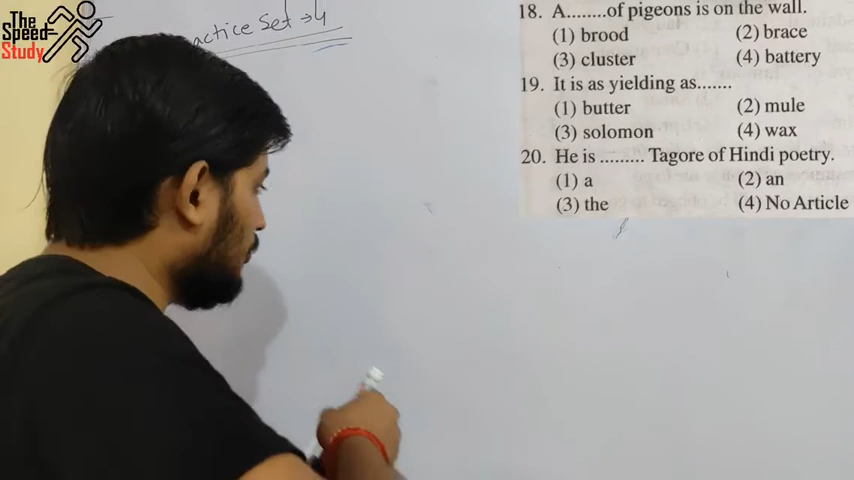 The
Speed
Study
actice Set → 4
18. A........of pigeons is on the wall.
(1) brood (2) brace
(3) cluster (4) battery
19. It is as yielding as.......
(1) butter (2) mule
(3) solomon (4) wax
20. He is ......... Tagore of Hindi poetry.
(1) a (2) an
(3) the (4) No Article